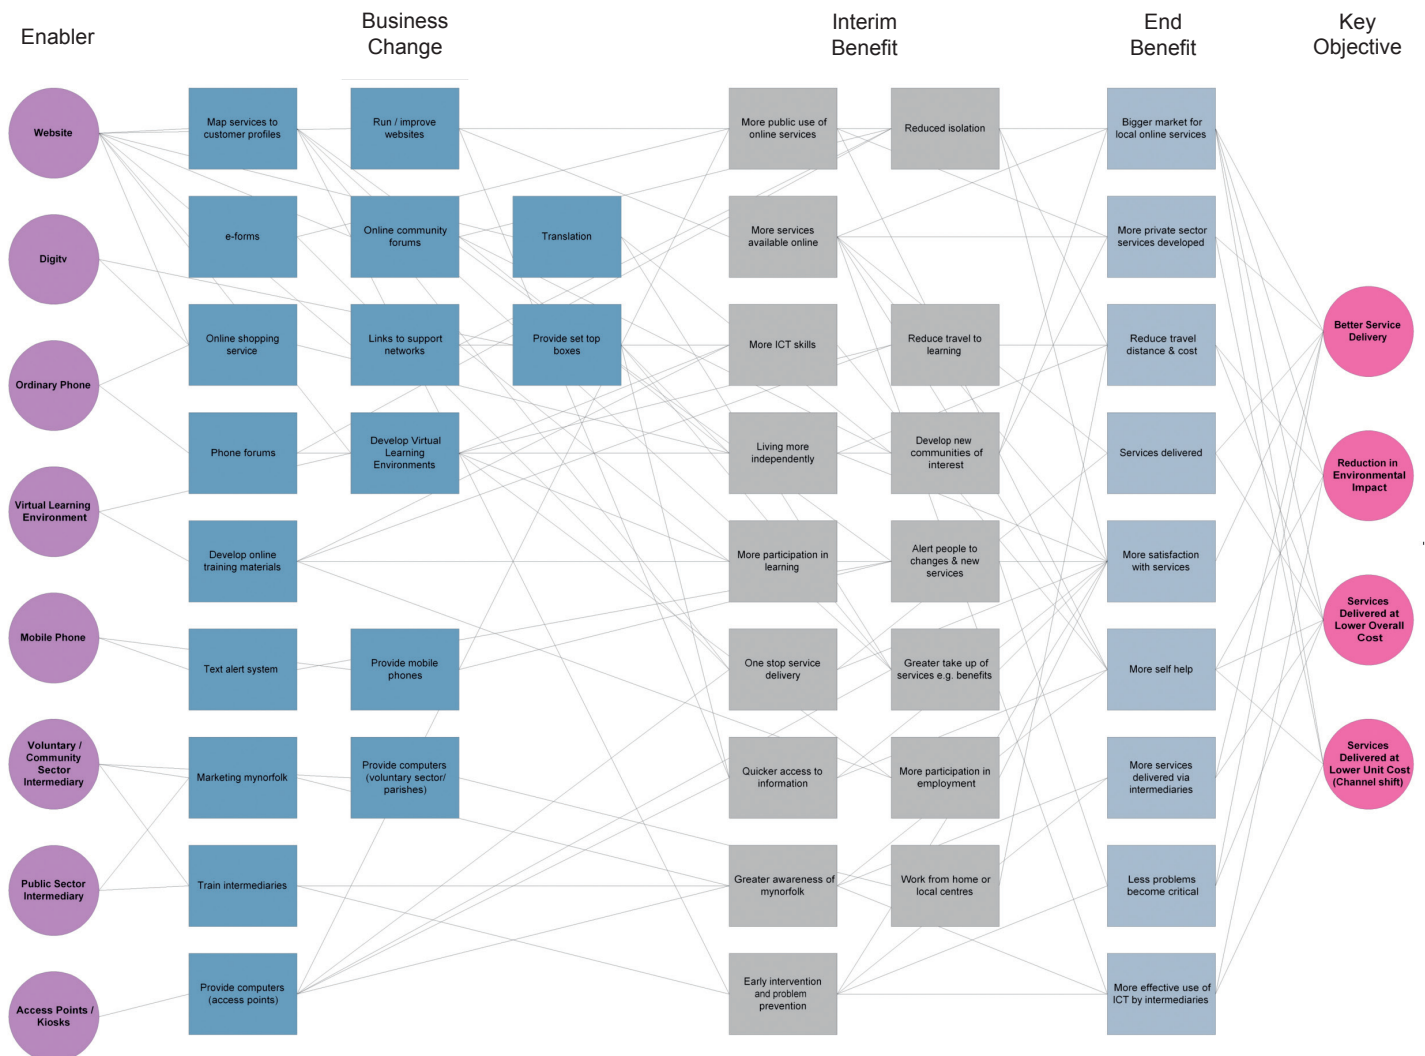 Enabler
Business
Change
Interim
Benefit
End
Benefit
Key
Objective
Website
Map services to
customer profiles
Run / improve
websites
More public use of
online services
Reduced isolation
Bigger market for
local online services
Digitv
e-forms
Online community
forums
Translation
More services
available online
More private sector
services developed
Ordinary Phone
Online shopping
service
Links to support
networks
Provide set top
boxes
More ICT skills
Reduce travel to
learning
Reduce travel
distance & cost
Better Service
Delivery
Virtual Learning
Environment
Phone forums
Develop Virtual
Learning
Environments
Living more
independently
Develop new
communities of
interest
Services delivered
Reduction in
Environmental
Impact
Develop online
training materials
More participation in
learning
Alert people to
changes & new
services
More satisfaction
with services
Services
Delivered at
Lower Overall
Cost
Mobile Phone
Text alert system
Provide mobile
phones
One stop service
delivery
Greater take up of
services e.g. benefits
More self help
Voluntary /
Community
Sector
Intermediary
Marketing mynorfolk
Provide computers
(voluntary sector/
parishes)
Quicker access to
information
More participation in
employment
More services
delivered via
intermediaries
Services
Delivered at
Lower Unit Cost
(Channel shift)
Public Sector
Intermediary
Train intermediaries
Greater awareness of
mynorfolk
Work from home or
local centres
Less problems
become critical
Access Points /
Kiosks
Provide computers
(access points)
Early intervention
and problem
prevention
More effective use of
ICT by intermediaries